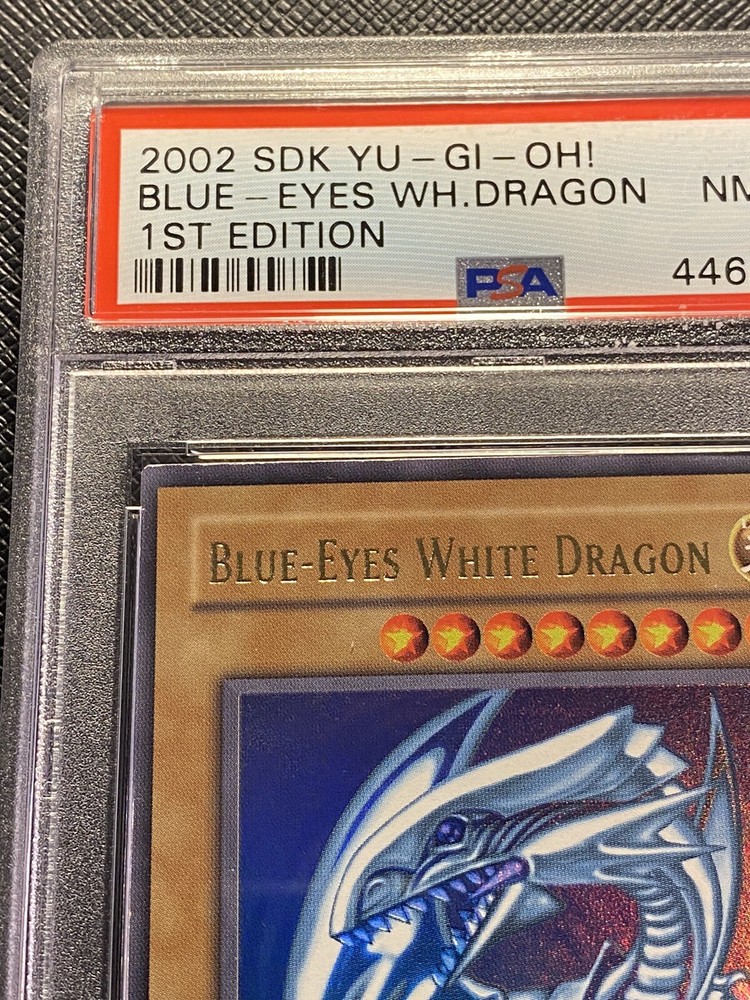 2002 SDK YU-GI-OH!
BLUE-EYES WH.DRAGON NM
1ST EDITION
PSA 446
BLUE-EYES WHITE DRAGON